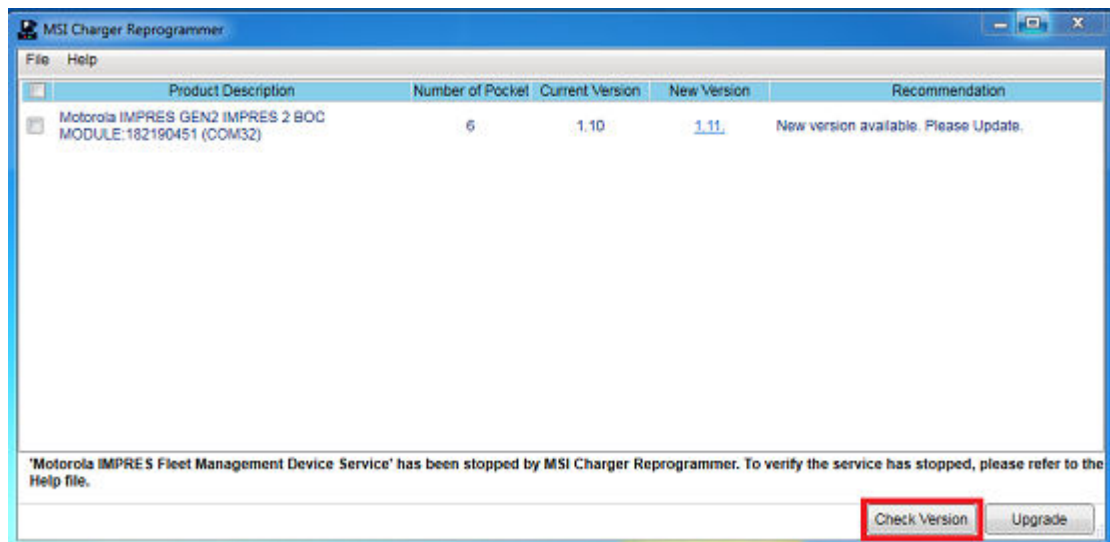 MSI Charger Reprogrammer
File Help
Product Description Number of Pocket Current Version New Version Recommendation
Motorola IMPRES GEN2 IMPRES 2 BOC
MODULE:182190451 (COM32) 6 1.10 1.11. New version available. Please Update.
'Motorola IMPRES Fleet Management Device Service' has been stopped by MSI Charger Reprogrammer. To verify the service has stopped, please refer to the
Help file.
Check Version Upgrade